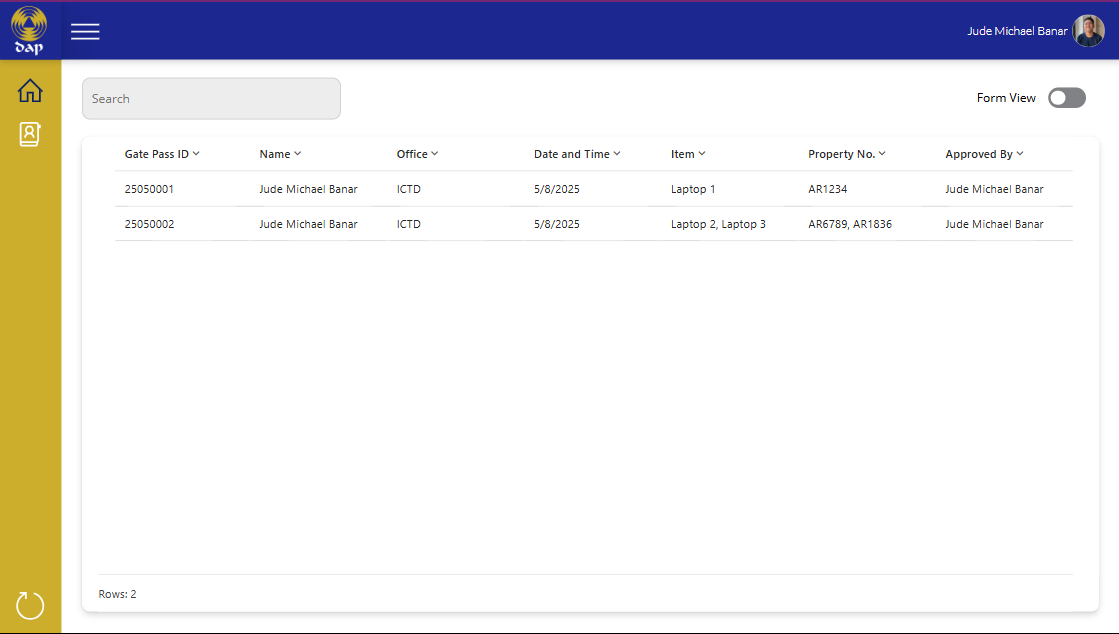 dap
Jude Michael Banar
Search
Form View
Gate Pass ID Name Office Date and Time Item Property No. Approved By
25050001 Jude Michael Banar ICTD 5/8/2025 Laptop 1 AR1234 Jude Michael Banar
25050002 Jude Michael Banar ICTD 5/8/2025 Laptop 2, Laptop 3 AR6789, AR1836 Jude Michael Banar
Rows: 2